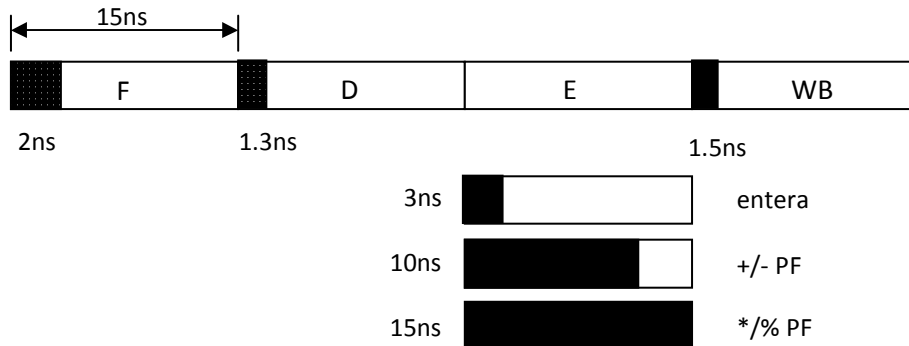 15ns
F D E WB
2ns 1.3ns 1.5ns
3ns entera
10ns +/- PF
15ns */% PF